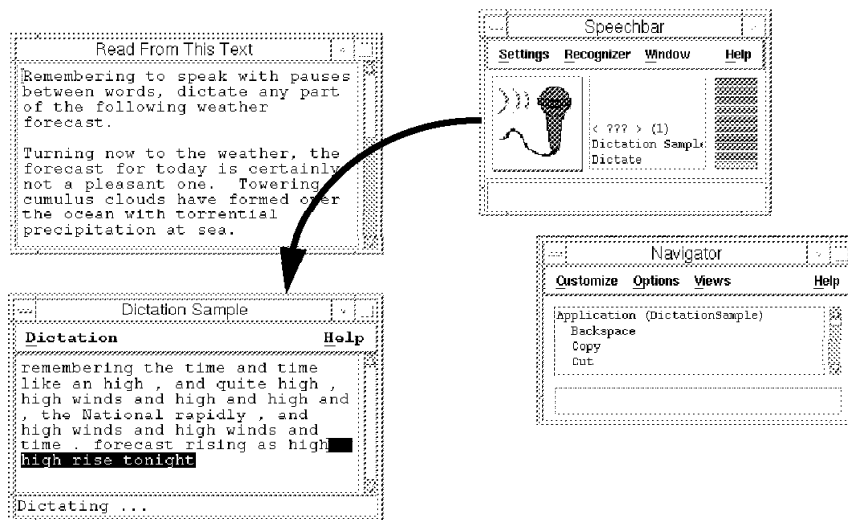 Read From This Text
Remembering to speak with pauses
between words, dictate any part
of the following weather
forecast.
Turning now to the weather, the
forecast for today is certainly
not a pleasant one. Towering
cumulus clouds have formed over
the ocean with torrential
precipitation at sea.
Speechbar
Settings Recognizer Window Help
< ??? > (1)
Dictation Sample
Dictate
Navigator
Customize Options Views Help
Application (DictationSample)
Backspace
Copy
Cut
Dictation Sample
Dictation Help
remembering the time and time
like an high , and quite high ,
high winds and high and high and
, the National rapidly , and
high winds and high winds and
time . forecast rising as high
high rise tonight
Dictating ...